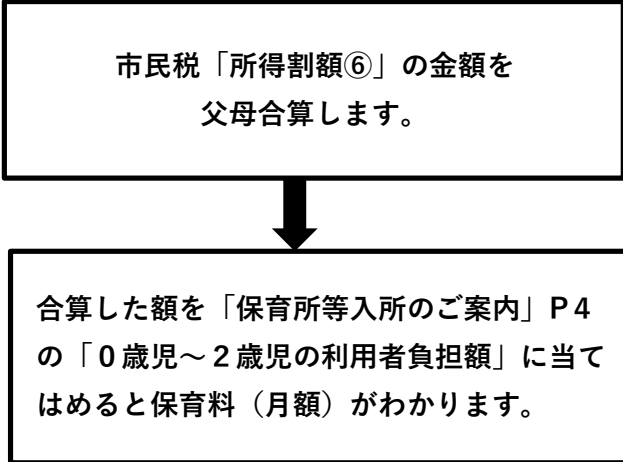 市民税「所得割額⑥」の金額を
父母合算します。
合算した額を「保育所等入所のご案内」P４
の「０歳児～２歳児の利用者負担額」に当て
はめると保育料（月額）がわかります。